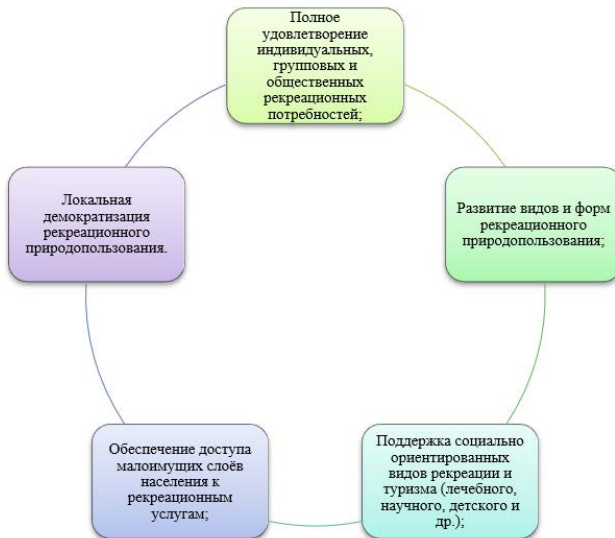 Полное
удовлетворение
индивидуальных,
групповых и
общественных
рекреационных
потребностей;
Развитие видов и форм
рекреационного
природопользования;
Поддержка социально
ориентированных
видов рекреации и
туризма (лечебного,
научного, детского и
др.);
Обеспечение доступа
малоимущих слоёв
населения к
рекреационным
услугам;
Локальная
демократизация
рекреационного
природопользования.